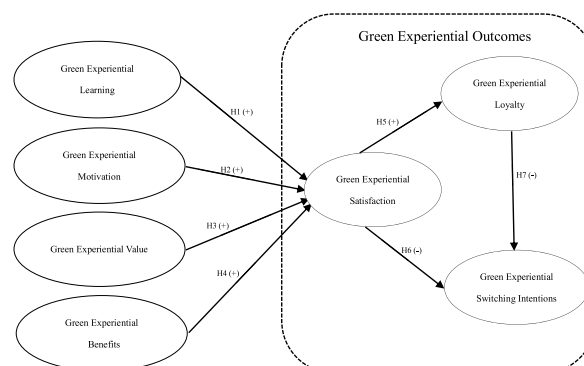 Green Experiential Outcomes
Green Experiential
Learning
Green Experiential
Motivation
Green Experiential Value
Green Experiential
Benefits
H1 (+)
H2 (+)
H3 (+)
H4 (+)
Green Experiential
Satisfaction
H5 (+)
H6 (-)
Green Experiential
Loyalty
H7 (-)
Green Experiential
Switching Intentions